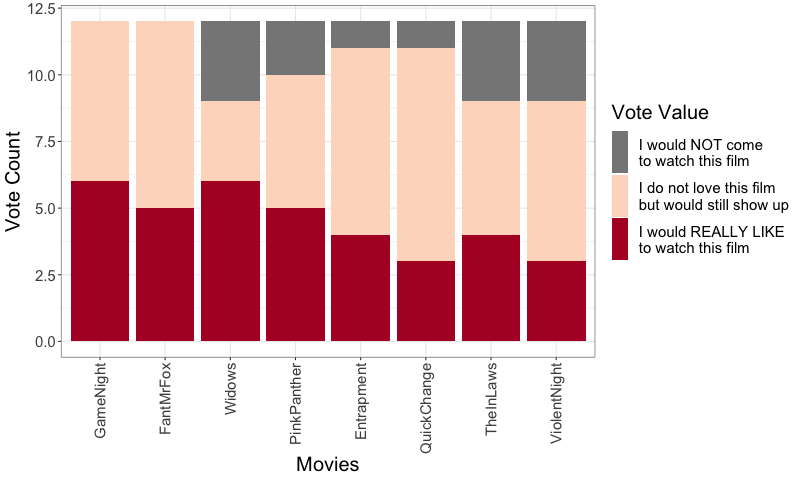 12.5
10.0
7.5
5.0
2.5
0.0
Vote Count
GameNight
FantMrFox
Widows
PinkPanther
Entrapment
QuickChange
TheInLaws
ViolentNight
Movies
Vote Value
I would NOT come
to watch this film
I do not love this film
but would still show up
I would REALLY LIKE
to watch this film